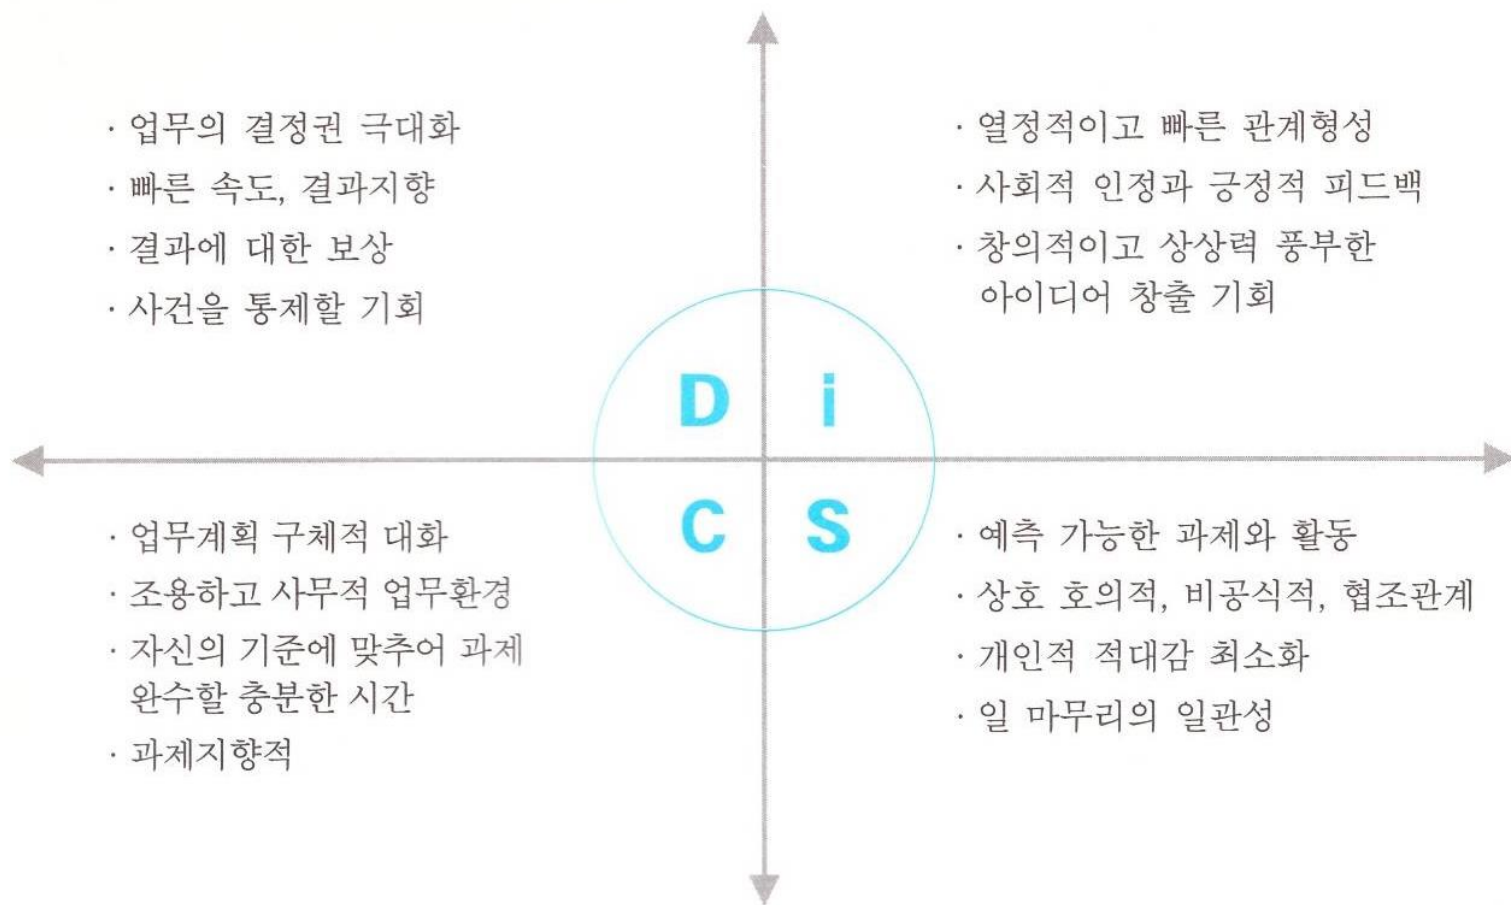 · 업무의 결정권 극대화
· 빠른 속도, 결과지향
· 결과에 대한 보상
· 사건을 통제할 기회
· 열정적이고 빠른 관계형성
· 사회적 인정과 긍정적 피드백
· 창의적이고 상상력 풍부한
아이디어 창출 기회
D i
C S
· 업무계획 구체적 대화
· 조용하고 사무적 업무환경
· 자신의 기준에 맞추어 과제
완수할 충분한 시간
· 과제지향적
· 예측 가능한 과제와 활동
· 상호 호의적, 비공식적, 협조관계
· 개인적 적대감 최소화
· 일 마무리의 일관성